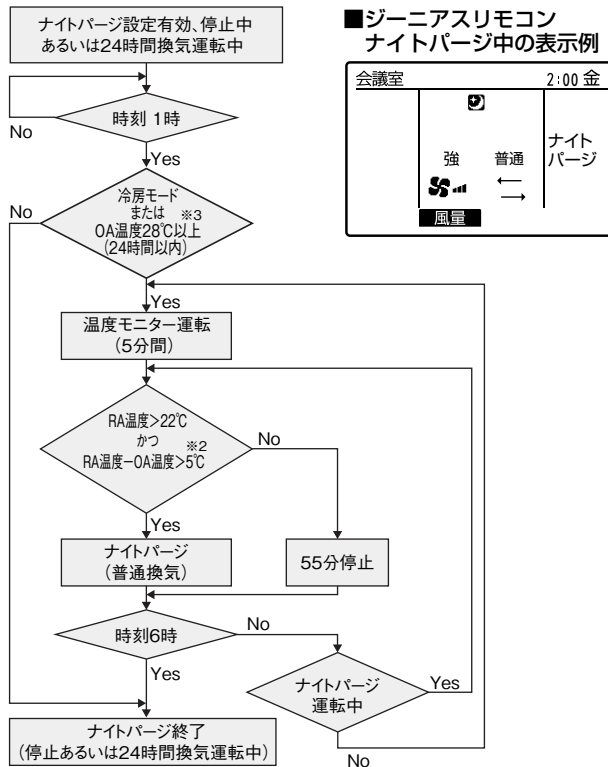 ナイトパージ設定有効、停止中
あるいは24時間換気運転中
時刻 1時
No
Yes
冷房モード
または ※3
OA温度28℃以上
(24時間以内)
No
Yes
温度モニター運転
(5分間)
RA温度>22℃
かつ ※2
RA温度-OA温度>5℃
No
Yes
ナイトパージ
(普通換気)
55分停止
時刻6時
No
Yes
ナイトパージ
運転中
Yes
No
ナイトパージ終了
(停止あるいは24時間換気運転中)
■ジーニアスリモコン
ナイトパージ中の表示例
会議室 2:00 金
強 普通
ナイト
パージ
風量